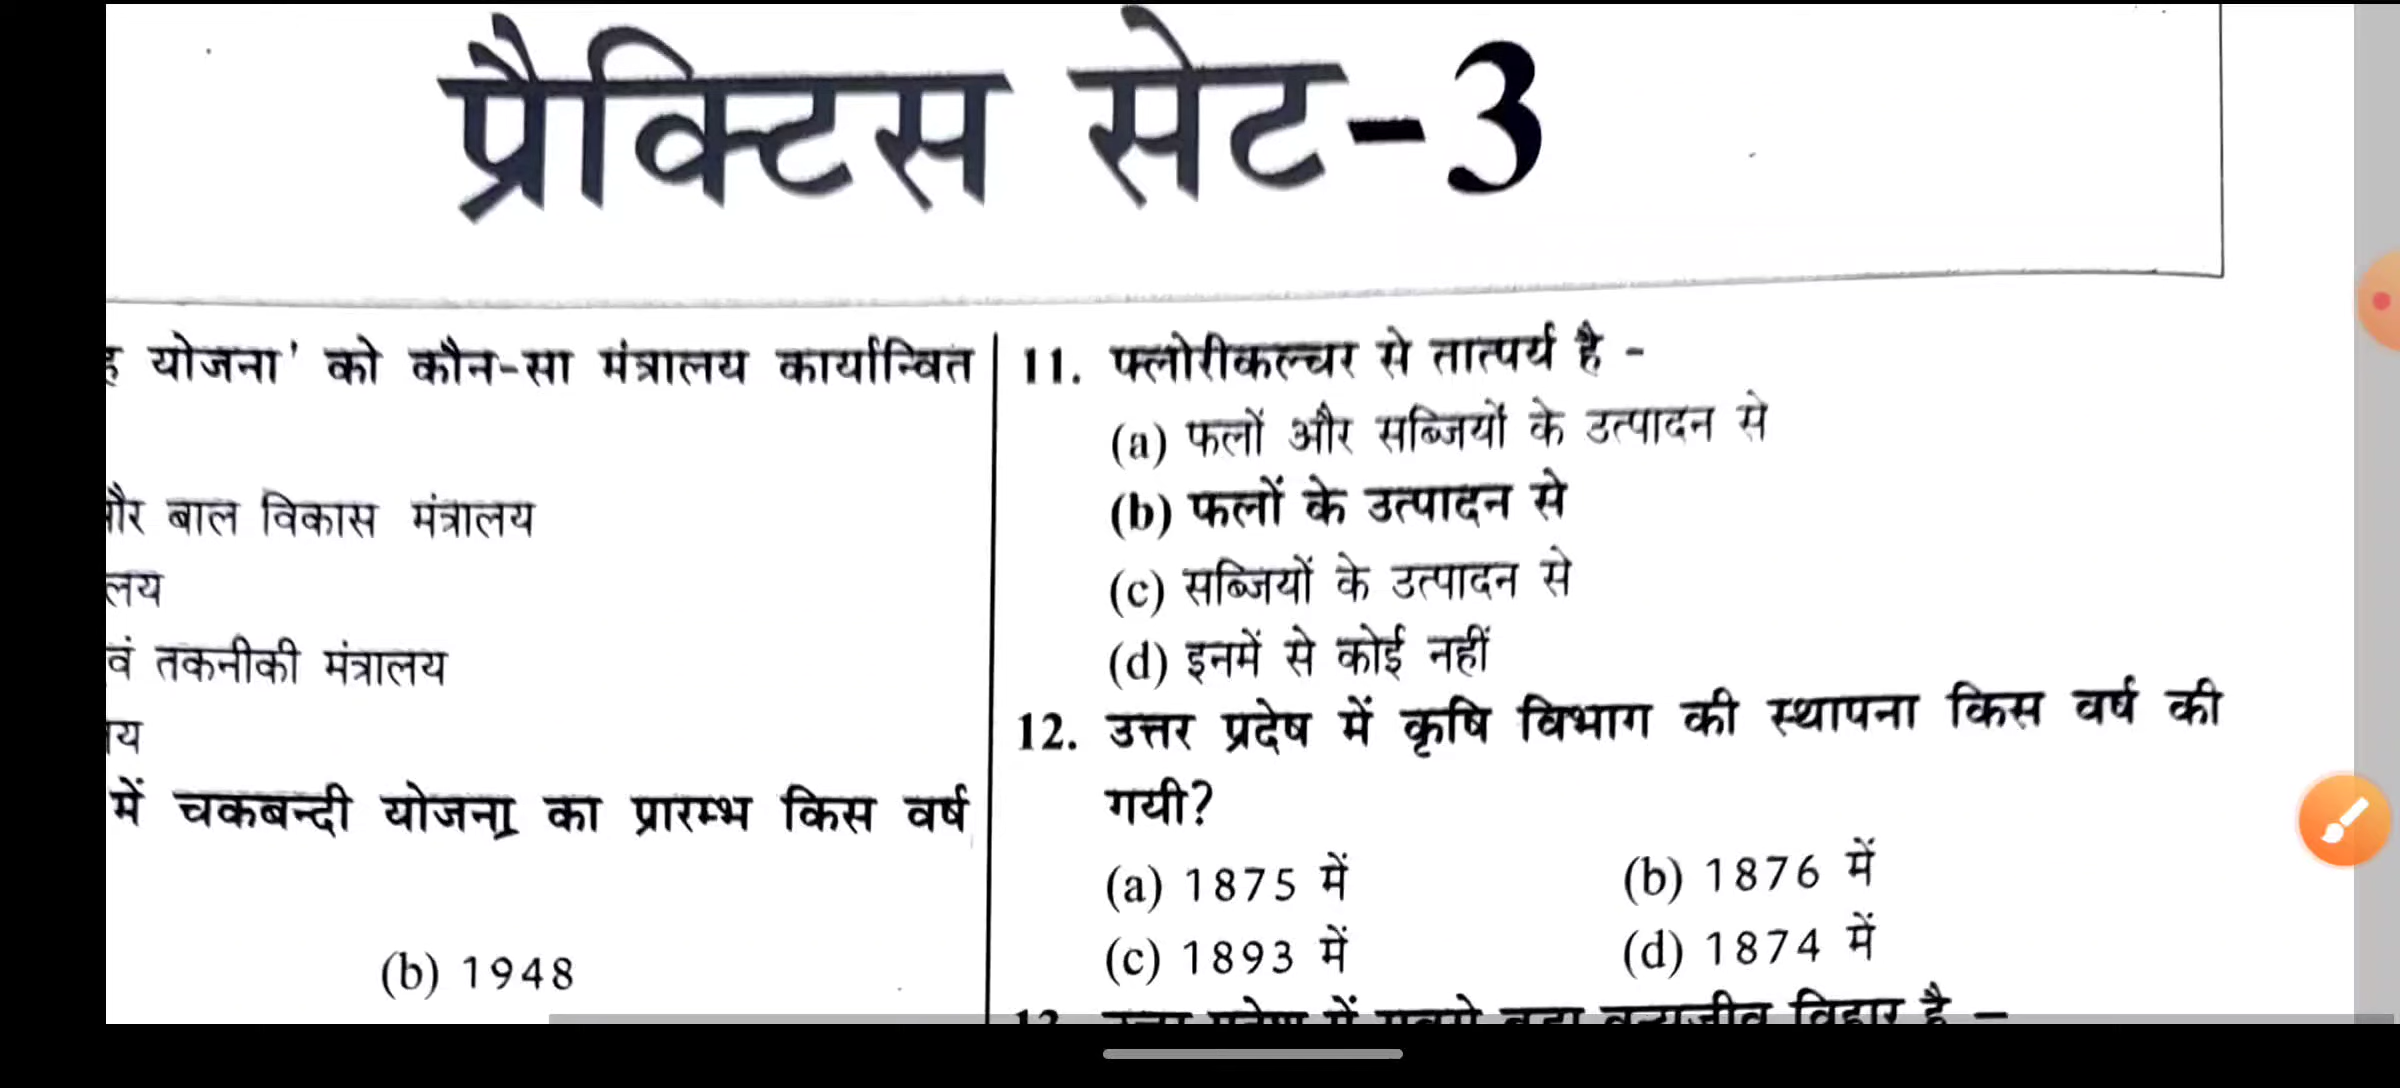 प्रैक्टिस सेट-3
योजना' को कौन-सा मंत्रालय कार्यान्वित
और बाल विकास मंत्रालय
तकनीकी मंत्रालय
में चकबन्दी योजना का प्रारम्भ किस वर्ष
(b) 1948
11. फ्लोरीकल्चर से तात्पर्य है -
(a) फलों और सब्जियों के उत्पादन से
(b) फलों के उत्पादन से
(c) सब्जियों के उत्पादन से
(d) इनमें से कोई नहीं
12. उत्तर प्रदेष में कृषि विभाग की स्थापना किस वर्ष की
गयी?
(a) 1875 में (b) 1876 में
(c) 1893 में (d) 1874 में